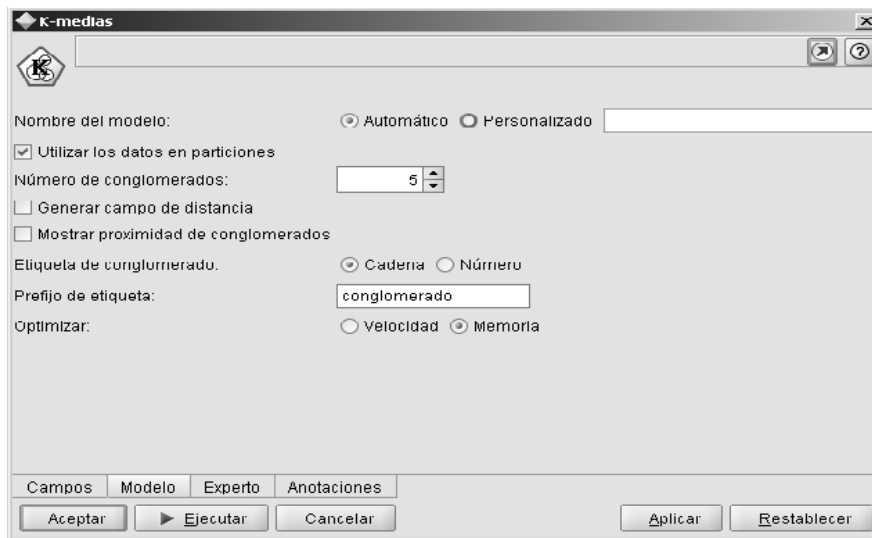 K-medias
Nombre del modelo: Automático Personalizado
Utilizar los datos en particiones
Número de conglomerados: 5
Generar campo de distancia
Mostrar proximidad de conglomerados
Etiqueta de conglomerado: Cadena Número
Prefijo de etiqueta: conglomerado
Optimizar: Velocidad Memoria
Campos Modelo Experto Anotaciones
Aceptar Ejecutar Cancelar Aplicar Restablecer